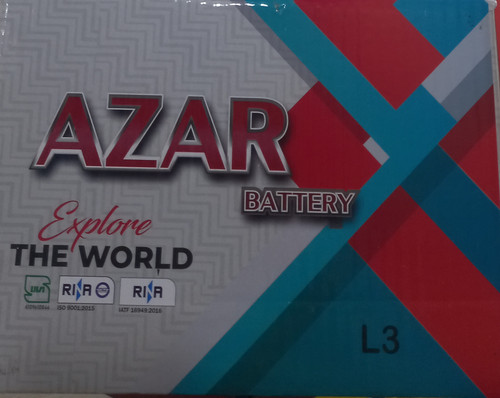 AZAR
BATTERY
Explore
THE WORLD
RINA
RINA
ISO 9001:2015
IATF 16949:2016
L3